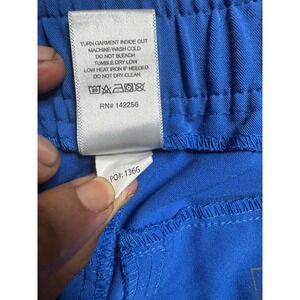 TURN GARMENT INSIDE OUT
MACHINE WASH COLD
DO NOT BLEACH
TUMBLE DRY LOW
LOW HEAT IRON IF NEEDED
DO NOT DRY CLEAN
RN# 142256
PO#: 1366